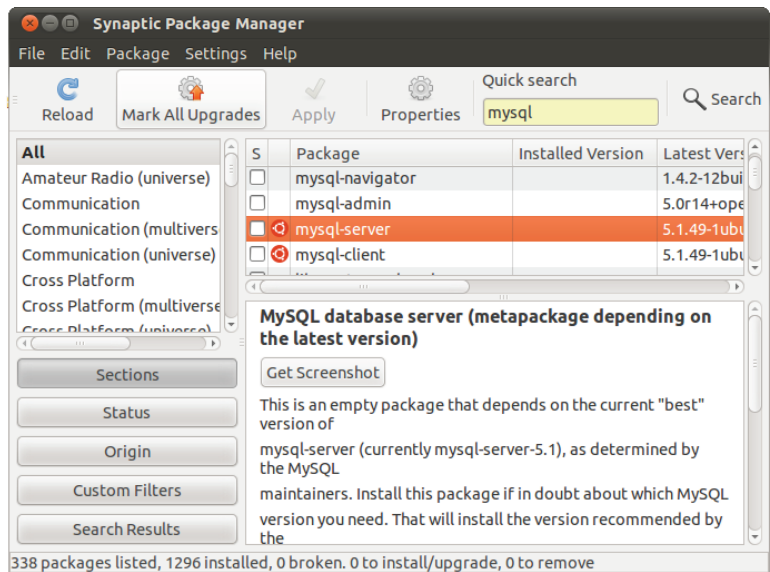 Synaptic Package Manager
File Edit Package Settings Help
Reload Mark All Upgrades Apply Properties Quick search mysql Search
All
Amateur Radio (universe)
Communication
Communication (multivers
Communication (universe)
Cross Platform
Cross Platform (multiverse
Cross Platform (universe)
Sections
Status
Origin
Custom Filters
Search Results
S Package Installed Version Latest Vers
mysql-navigator 1.4.2-12bui
mysql-admin 5.0r14+ope
mysql-server 5.1.49-1ubu
mysql-client 5.1.49-1ubu
MySQL database server (metapackage depending on
the latest version)
Get Screenshot
This is an empty package that depends on the current "best"
version of
mysql-server (currently mysql-server-5.1), as determined by
the MySQL
maintainers. Install this package if in doubt about which MySQL
version you need. That will install the version recommended by
the
338 packages listed, 1296 installed, 0 broken. 0 to install/upgrade, 0 to remove